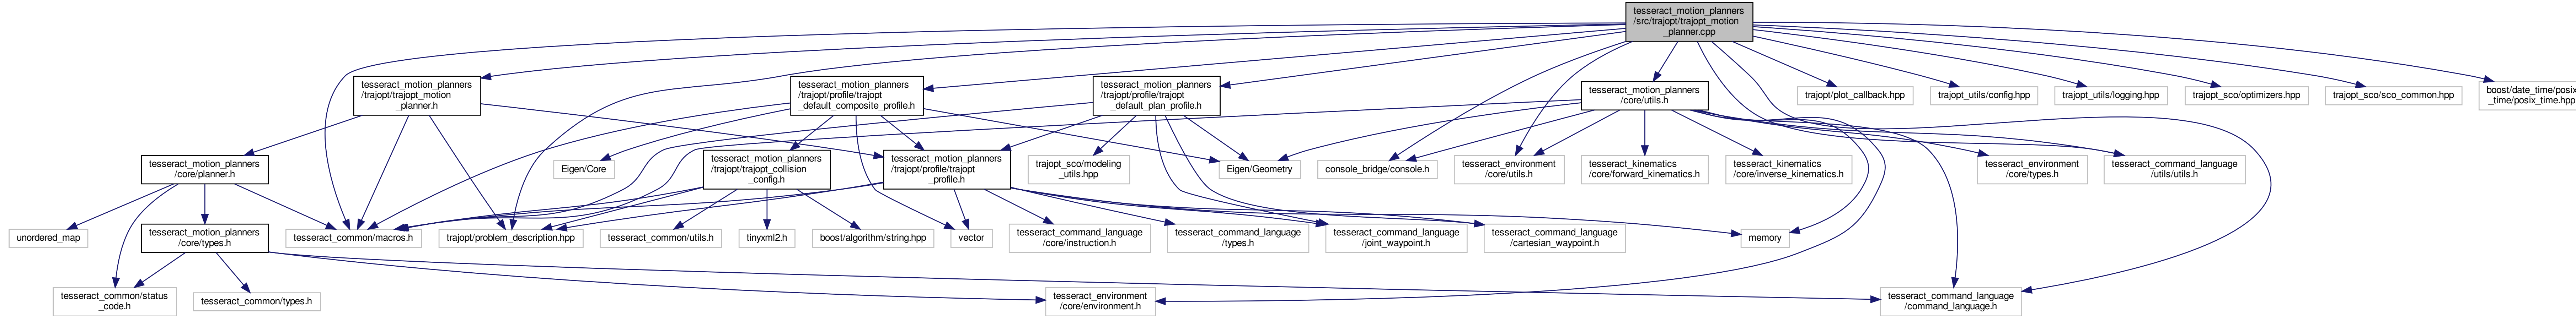 tesseract_motion_planners
/src/trajopt/trajopt_motion
_planner.cpp
tesseract_motion_planners
/trajopt/trajopt_motion
_planner.h
tesseract_motion_planners
/trajopt/profile/trajopt
_default_composite_profile.h
tesseract_motion_planners
/trajopt/profile/trajopt
_default_plan_profile.h
tesseract_motion_planners
/core/utils.h
trajopt/plot_callback.hpp
trajopt_utils/config.hpp
trajopt_utils/logging.hpp
trajopt_sco/optimizers.hpp
trajopt_sco/sco_common.hpp
boost/date_time/posix
_time/posix_time.hpp
tesseract_motion_planners
/core/planner.h
Eigen/Core
tesseract_motion_planners
/trajopt/trajopt_collision
_config.h
tesseract_motion_planners
/trajopt/profile/trajopt
_profile.h
trajopt_sco/modeling
_utils.hpp
Eigen/Geometry
console_bridge/console.h
tesseract_environment
/core/utils.h
tesseract_kinematics
/core/forward_kinematics.h
tesseract_kinematics
/core/inverse_kinematics.h
tesseract_environment
/core/types.h
tesseract_command_language
/utils/utils.h
unordered_map
tesseract_motion_planners
/core/types.h
tesseract_common/macros.h
trajopt/problem_description.hpp
tesseract_common/utils.h
tinyxml2.h
boost/algorithm/string.hpp
vector
tesseract_command_language
/core/instruction.h
tesseract_command_language
/types.h
tesseract_command_language
/joint_waypoint.h
tesseract_command_language
/cartesian_waypoint.h
memory
tesseract_common/status
_code.h
tesseract_common/types.h
tesseract_environment
/core/environment.h
tesseract_command_language
/command_language.h